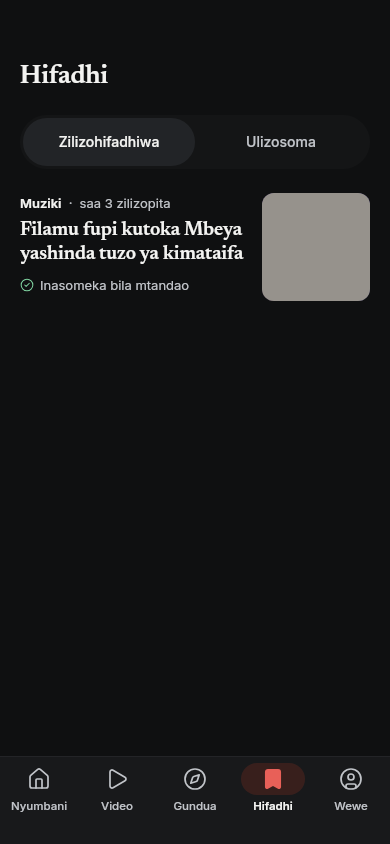 Hifadhi
Zilizohifadhiwa
Ulizosoma
Muziki · saa 3 zilizopita
Filamu fupi kutoka Mbeya
yashinda tuzo ya kimataifa
Inasomeka bila mtandao
Nyumbani
Video
Gundua
Hifadhi
Wewe